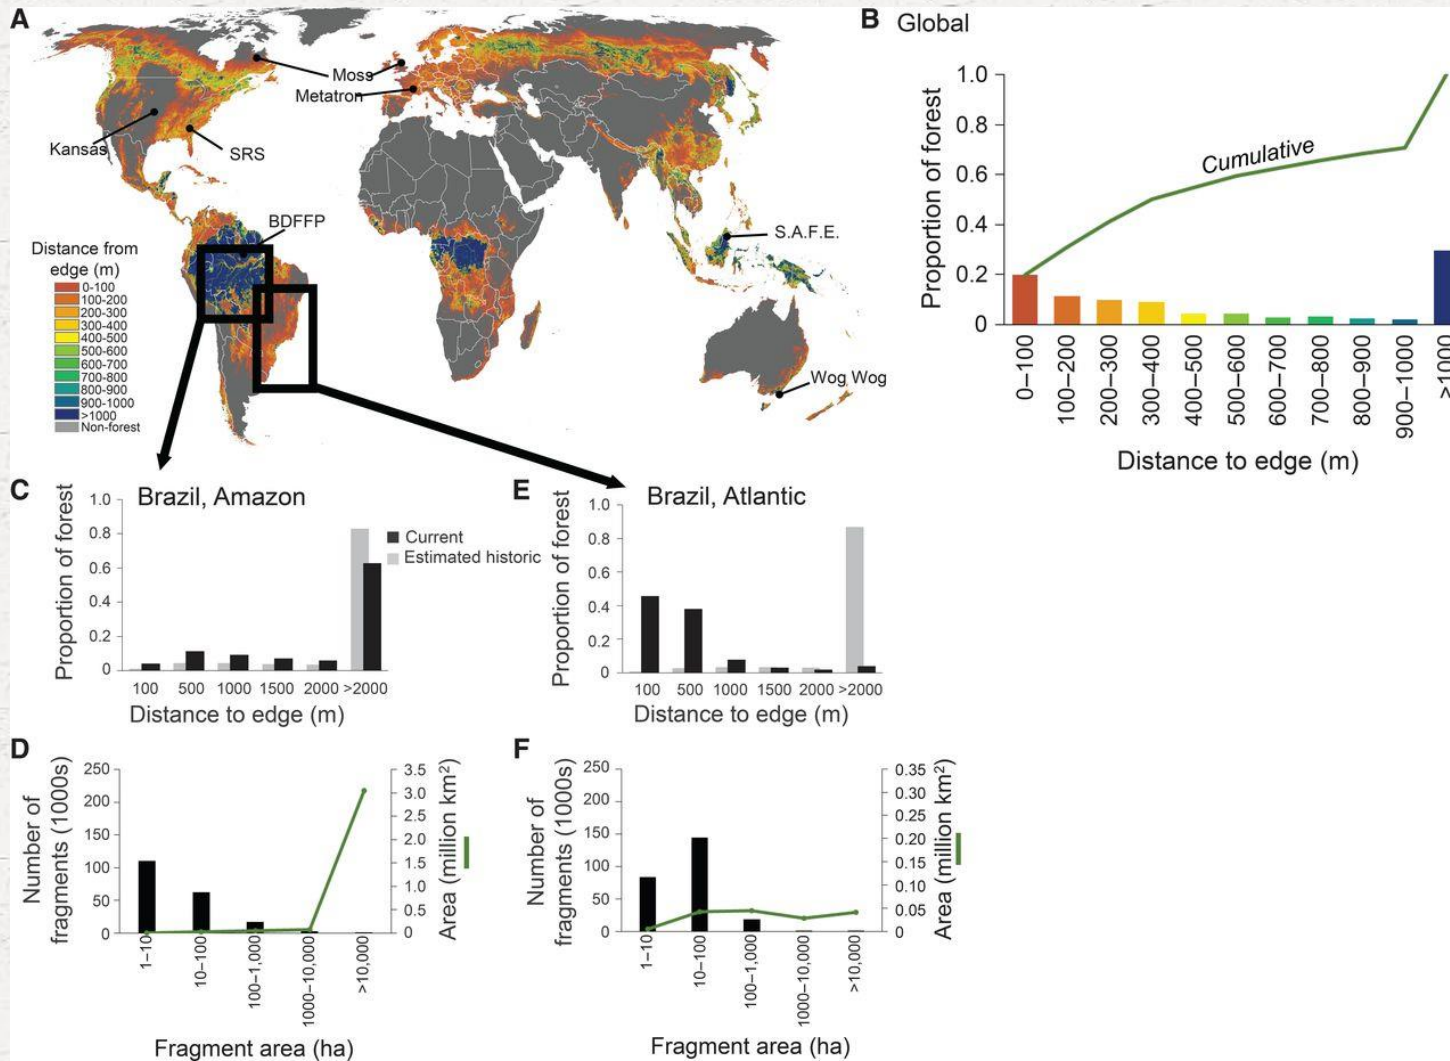 A
Moss
Metatron
Kansas
SRS
BDFFP
S.A.F.E.
Wog Wog
Distance from
edge (m)
0-100
100-200
200-300
300-400
400-500
500-600
600-700
700-800
800-900
900-1000
>1000
Non-forest
B Global
Proportion of forest
1.0
0.8
0.6
0.4
0.2
0
Cumulative
0–100
100–200
200–300
300–400
400–500
500–600
600–700
700–800
800–900
900–1000
>1000
Distance to edge (m)
C Brazil, Amazon
Proportion of forest
1.0
0.8
0.6
0.4
0.2
0
Current
Estimated historic
100 500 1000 1500 2000 >2000
Distance to edge (m)
E Brazil, Atlantic
Proportion of forest
1.0
0.8
0.6
0.4
0.2
0
100 500 1000 1500 2000 >2000
Distance to edge (m)
D
Number of
fragments (1000s)
250
200
150
100
50
0
3.5
3.0
2.5
2.0
1.5
1.0
0.5
0
Area (million km²)
1–10
10–100
100–1,000
1000–10,000
>10,000
Fragment area (ha)
F
Number of
fragments (1000s)
250
200
150
100
50
0
0.35
0.30
0.25
0.20
0.15
0.10
0.05
0
Area (million km²)
1–10
10–100
100–1,000
1000–10,000
>10,000
Fragment area (ha)